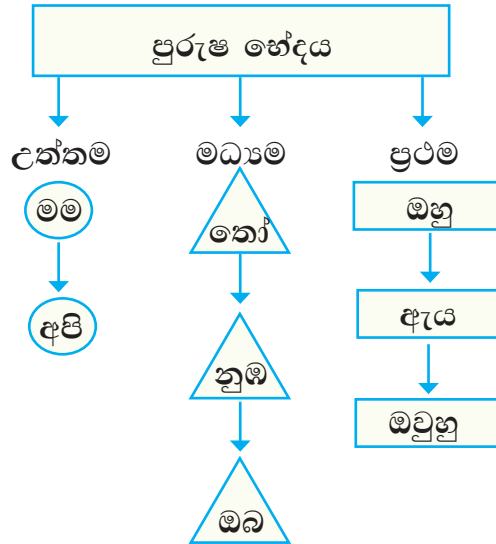 පුරුෂ භේදය
උත්තම මධ්‍යම ප්‍රථම
මම තෝ ඔහු
අපි නුඹ ඇය
ඔබ ඔවුහු